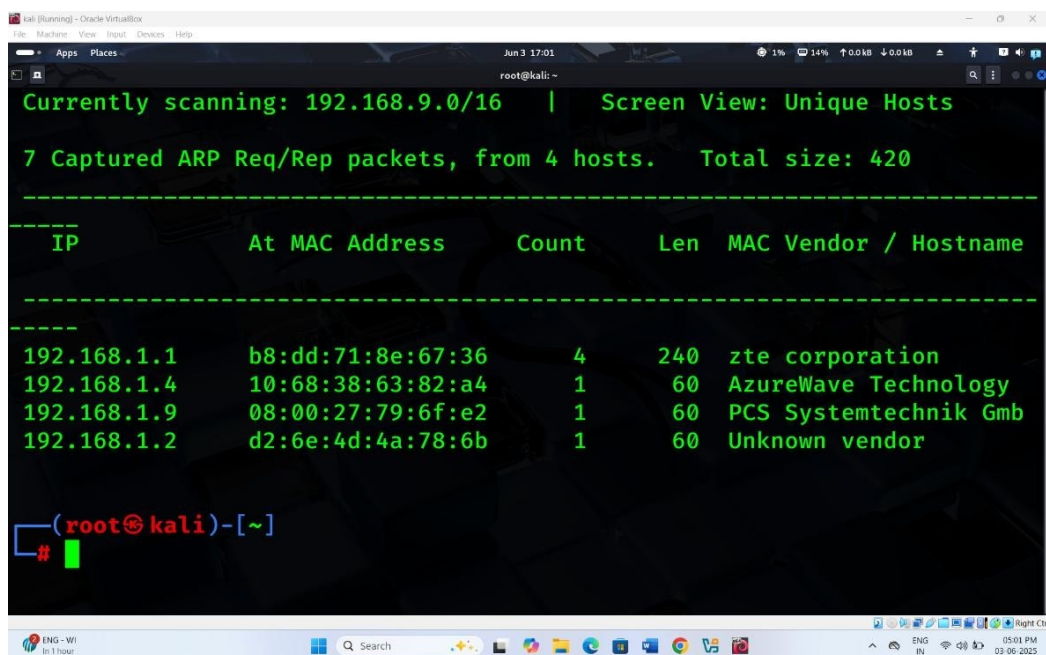 kali [Running] - Oracle VirtualBox
File Machine View Input Devices Help
Apps Places Jun 3 17:01 1% 14% ↑0.0 kB ↓0.0 kB
root@kali: ~
Currently scanning: 192.168.9.0/16 | Screen View: Unique Hosts
7 Captured ARP Req/Rep packets, from 4 hosts. Total size: 420
_____________________________________________________________________________
IP At MAC Address Count Len MAC Vendor / Hostname
-----------------------------------------------------------------------------
192.168.1.1 b8:dd:71:8e:67:36 4 240 zte corporation
192.168.1.4 10:68:38:63:82:a4 1 60 AzureWave Technology
192.168.1.9 08:00:27:79:6f:e2 1 60 PCS Systemtechnik Gmb
192.168.1.2 d2:6e:4d:4a:78:6b 1 60 Unknown vendor
(root㉿kali)-[~]
#
Right Ct
2 ENG - WI Search ENG 05:01 PM
In 1 hour IN 03-06-2025